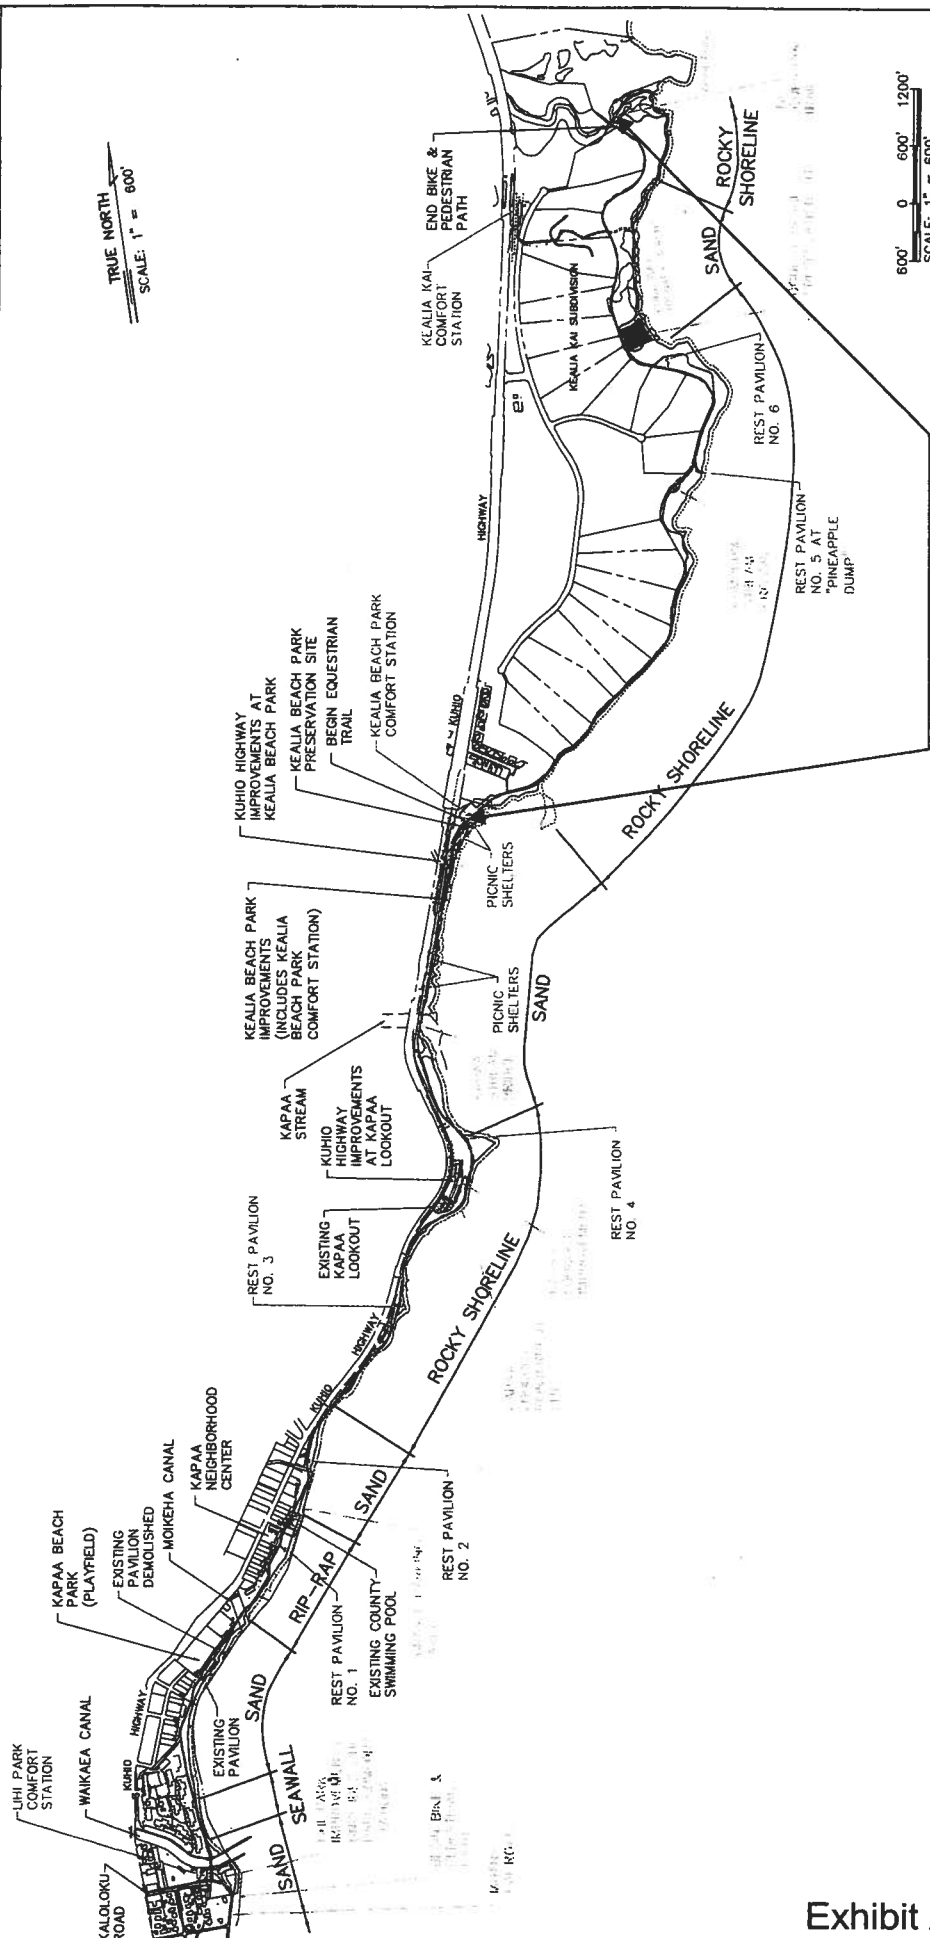 TRUE NORTH
SCALE: 1" = 600'
LIHI PARK
COMFORT
STATION
WAIKAEA CANAL
KAPAA BEACH
PARK
(PLAYFIELD)
EXISTING
PAVILION
DEMOLISHED
MOIKEHA CANAL
KAPAA
NEIGHBORHOOD
CENTER
REST PAVILION
NO. 3
EXISTING
KAPAA
LOOKOUT
KUHIO
HIGHWAY
IMPROVEMENTS
AT KAPAA
LOOKOUT
KAPAA
STREAM
KEALIA BEACH PARK
IMPROVEMENTS
(INCLUDES KEALIA
BEACH PARK
COMFORT STATION)
KUHIO HIGHWAY
IMPROVEMENTS AT
KEALIA BEACH PARK
KEALIA BEACH PARK
PRESERVATION SITE
BEGIN EQUESTRIAN
TRAIL
KEALIA BEACH PARK
COMFORT STATION
KEALIA KAI
COMFORT
STATION
END BIKE &
PEDESTRIAN
PATH
KALOLOKU
ROAD
KUHIO
HIGHWAY
KUHIO
HIGHWAY
KUHIO
HIGHWAY
KEALIA KAI SUBDIVISION
EXISTING
PAVILION
REST PAVILION
NO. 1
EXISTING COUNTY
SWIMMING POOL
REST PAVILION
NO. 2
REST PAVILION
NO. 4
PICNIC
SHELTERS
PICNIC
SHELTERS
REST PAVILION
NO. 5 AT
"PINEAPPLE
DUMP"
REST PAVILION
NO. 6
SAND
SEAWALL
SAND
RIP-RAP
SAND
ROCKY SHORELINE
SAND
ROCKY SHORELINE
SAND
ROCKY
SHORELINE
600' 0 600' 1200'
SCALE: 1" = 600'
Exhibit